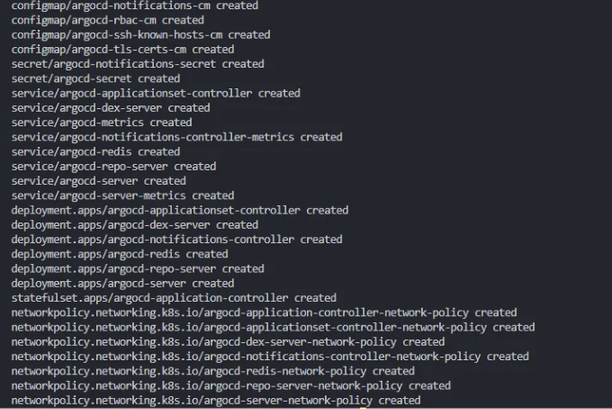 configmap/argocd-notifications-cm created
configmap/argocd-rbac-cm created
configmap/argocd-ssh-known-hosts-cm created
configmap/argocd-tls-certs-cm created
secret/argocd-notifications-secret created
secret/argocd-secret created
service/argocd-applicationset-controller created
service/argocd-dex-server created
service/argocd-metrics created
service/argocd-notifications-controller-metrics created
service/argocd-redis created
service/argocd-repo-server created
service/argocd-server created
service/argocd-server-metrics created
deployment.apps/argocd-applicationset-controller created
deployment.apps/argocd-dex-server created
deployment.apps/argocd-notifications-controller created
deployment.apps/argocd-redis created
deployment.apps/argocd-repo-server created
deployment.apps/argocd-server created
statefulset.apps/argocd-application-controller created
networkpolicy.networking.k8s.io/argocd-application-controller-network-policy created
networkpolicy.networking.k8s.io/argocd-applicationset-controller-network-policy created
networkpolicy.networking.k8s.io/argocd-dex-server-network-policy created
networkpolicy.networking.k8s.io/argocd-notifications-controller-network-policy created
networkpolicy.networking.k8s.io/argocd-redis-network-policy created
networkpolicy.networking.k8s.io/argocd-repo-server-network-policy created
networkpolicy.networking.k8s.io/argocd-server-network-policy created